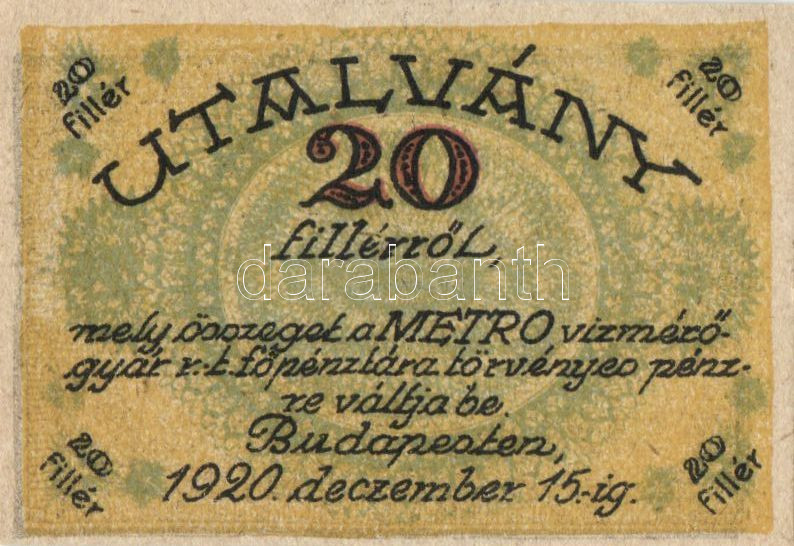 20 fillér
20 fillér
UTALVÁNY
20
fillérről,
darabanth
mely összeget a METRO vizmérő-
gyár r.-t. főpénztára törvényes pénz-
re váltja be.
Budapesten,
1920. deczember 15.-ig.
20 fillér
20 fillér